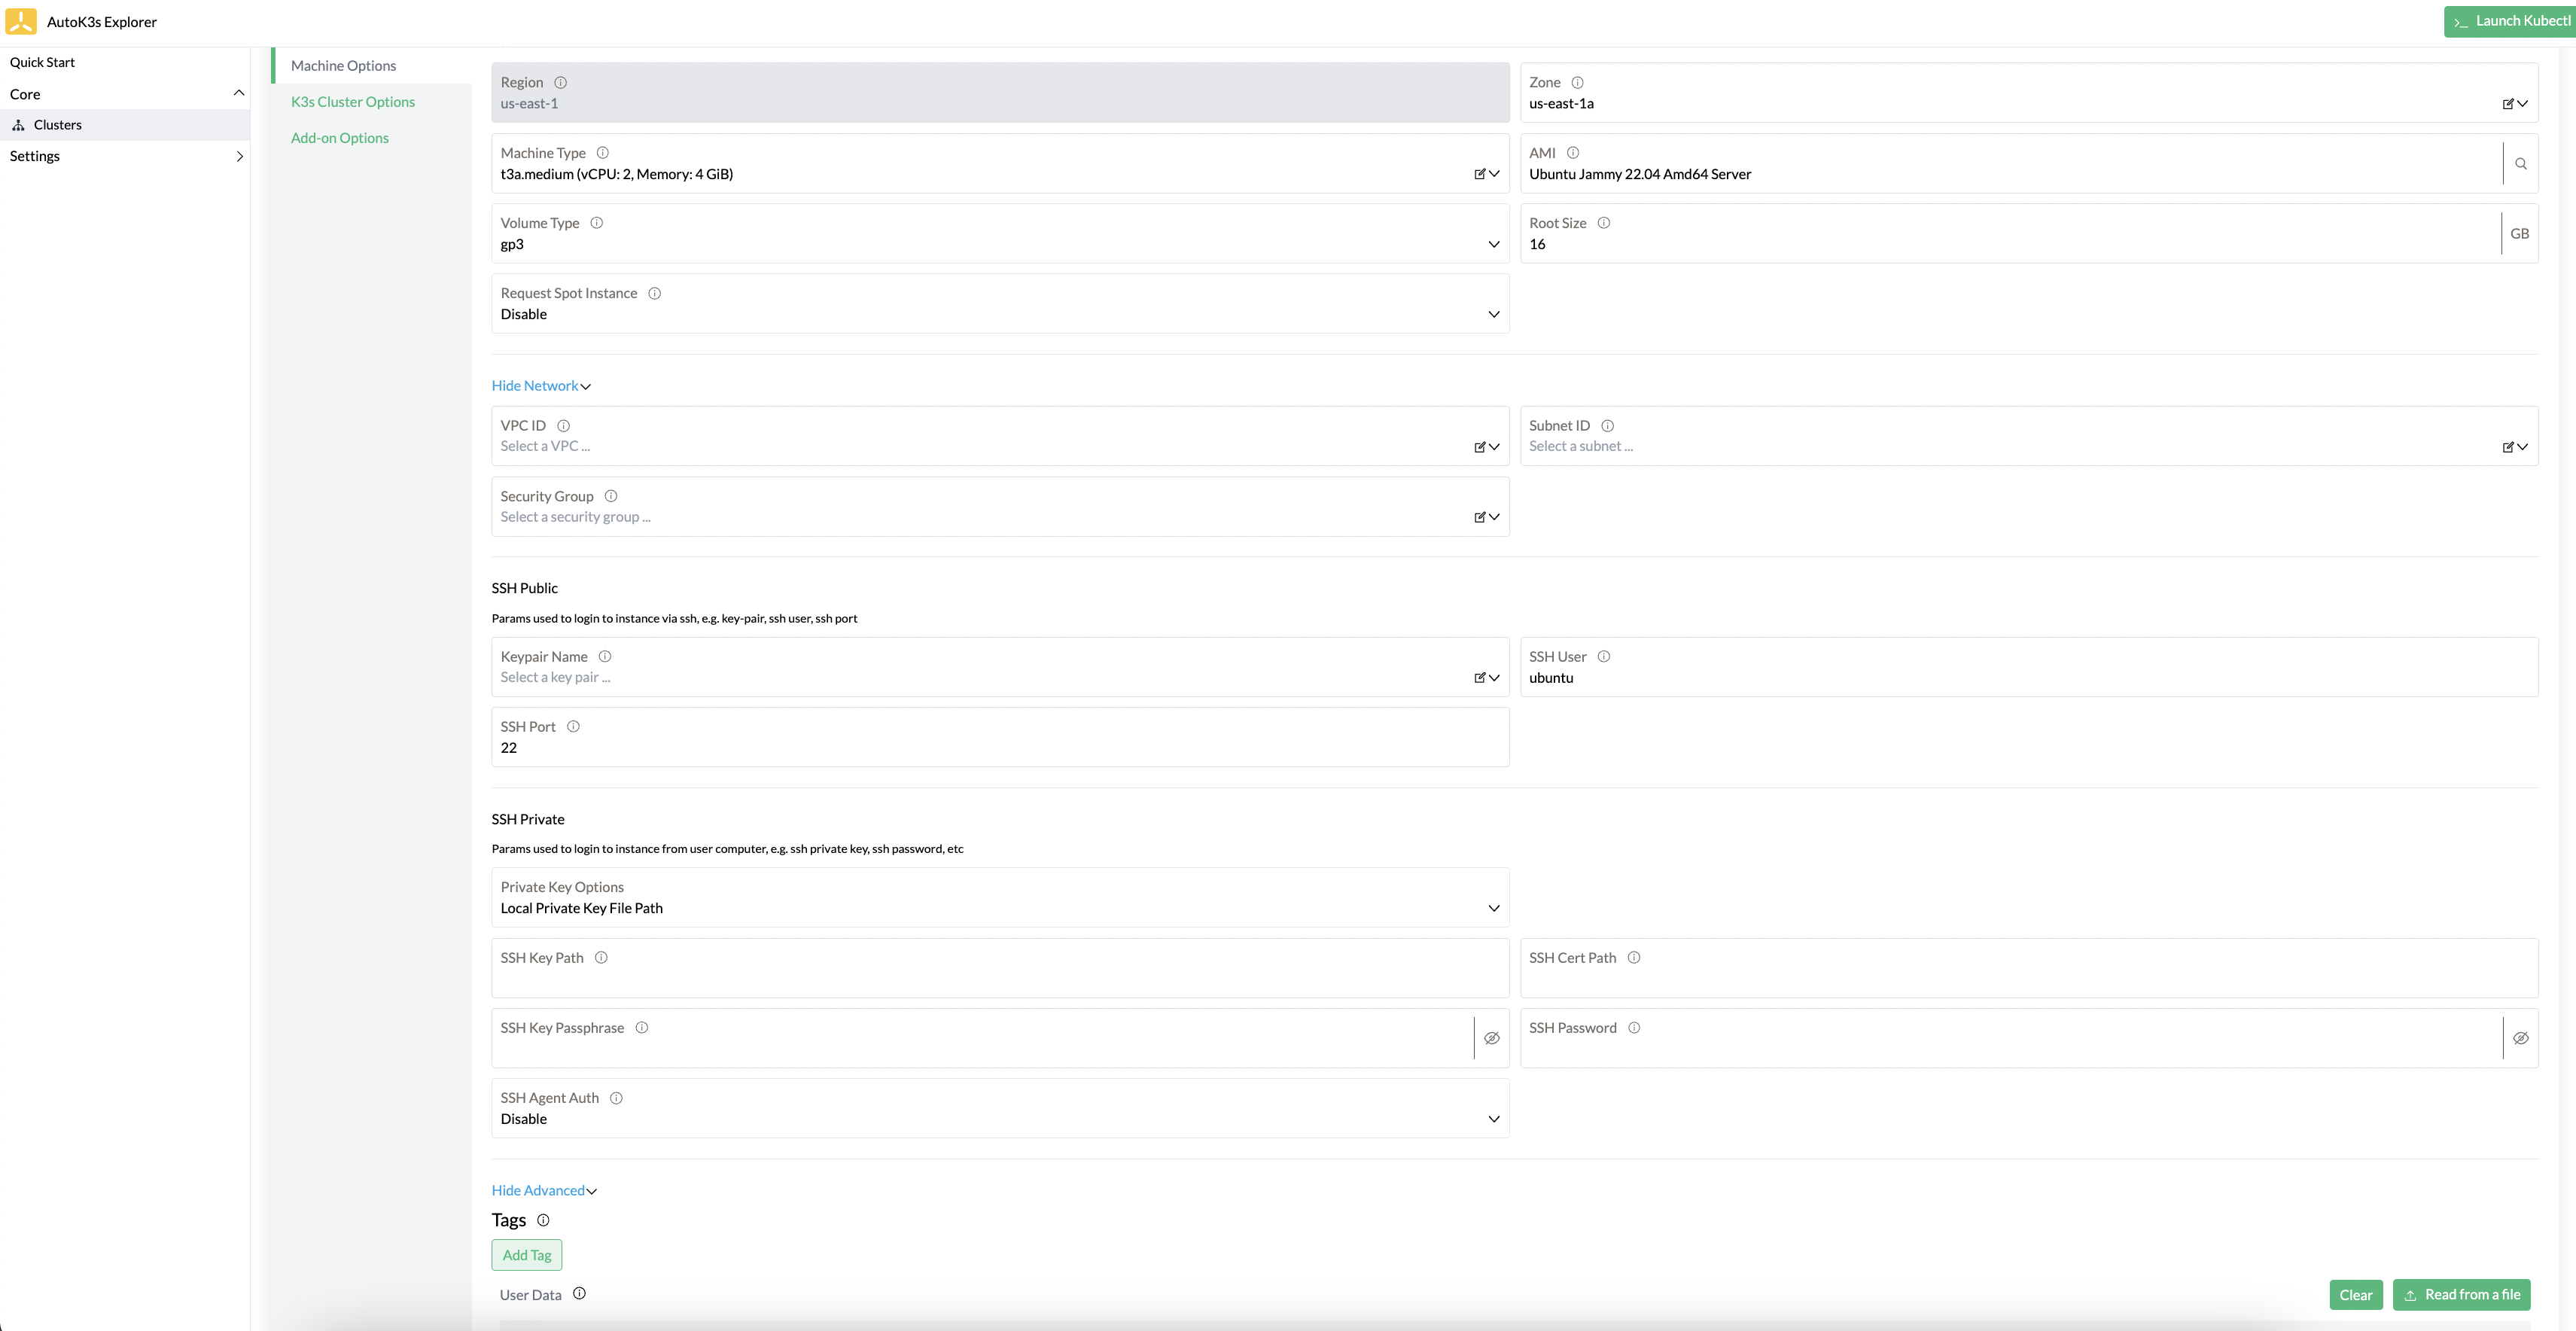 AutoK3s Explorer
Launch Kubectl
Quick Start
Core
Clusters
Settings
Machine Options
K3s Cluster Options
Add-on Options
Region
us-east-1
Zone
us-east-1a
Machine Type
t3a.medium (vCPU: 2, Memory: 4 GiB)
AMI
Ubuntu Jammy 22.04 Amd64 Server
Volume Type
gp3
Root Size
16
GB
Request Spot Instance
Disable
Hide Network
VPC ID
Select a VPC ...
Subnet ID
Select a subnet ...
Security Group
Select a security group ...
SSH Public
Params used to login to instance via ssh, e.g. key-pair, ssh user, ssh port
Keypair Name
Select a key pair ...
SSH User
ubuntu
SSH Port
22
SSH Private
Params used to login to instance from user computer, e.g. ssh private key, ssh password, etc
Private Key Options
Local Private Key File Path
SSH Key Path
SSH Cert Path
SSH Key Passphrase
SSH Password
SSH Agent Auth
Disable
Hide Advanced
Tags
Add Tag
User Data
Clear
Read from a file